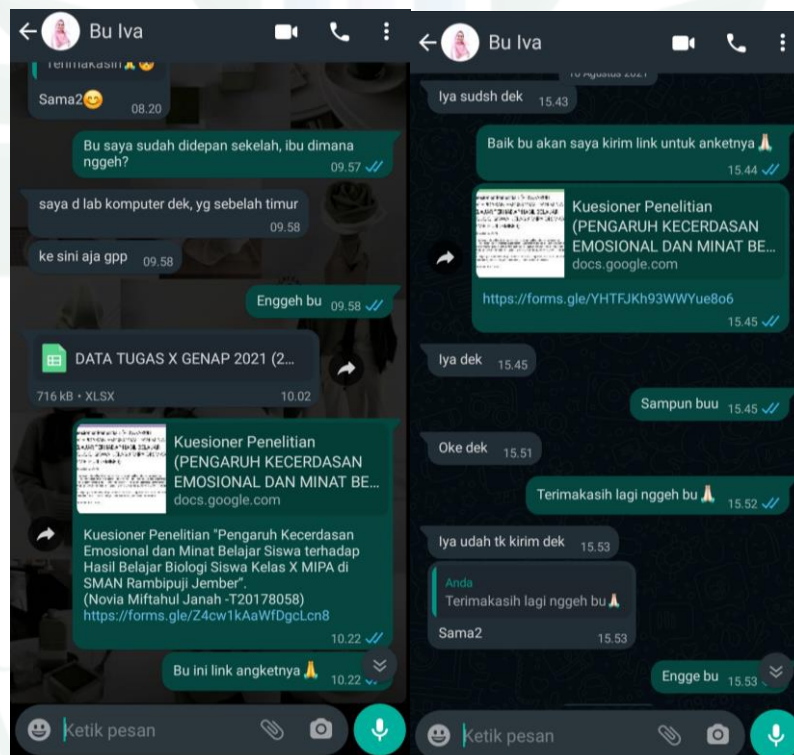 Bu Iva
Terimakasih🙏
Sama2😊
08.20
Bu saya sudah didepan sekelah, ibu dimana
nggeh?
09.57
saya d lab komputer dek, yg sebelah timur
09.58
ke sini aja gpp 09.58
Enggeh bu 09.58
DATA TUGAS X GENAP 2021 (2...
716 kB • XLSX 10.02
Kuesioner Penelitian
(PENGARUH KECERDASAN
EMOSIONAL DAN MINAT BE...
docs.google.com
Kuesioner Penelitian "Pengaruh Kecerdasan
Emosional dan Minat Belajar Siswa terhadap
Hasil Belajar Biologi Siswa Kelas X MIPA di
SMAN Rambipuji Jember".
(Novia Miftahul Janah -T20178058)
https://forms.gle/Z4cw1kAaWfDgcLcn8
10.22
Bu ini link angketnya🙏 10.22
Ketik pesan
Bu Iva
10 Agustus 2021
Iya sudsh dek 15.43
Baik bu akan saya kirim link untuk anketnya🙏🏻
15.44
Kuesioner Penelitian
(PENGARUH KECERDASAN
EMOSIONAL DAN MINAT BE...
docs.google.com
https://forms.gle/YHTFJKh93WWYue8o6
15.45
Iya dek 15.45
Sampun buu 15.45
Oke dek 15.51
Terimakasih lagi nggeh bu🙏🏻 15.52
Iya udah tk kirim dek 15.53
Anda
Terimakasih lagi nggeh bu🙏🏻
Sama2
15.53
Engge bu 15.53
Ketik pesan